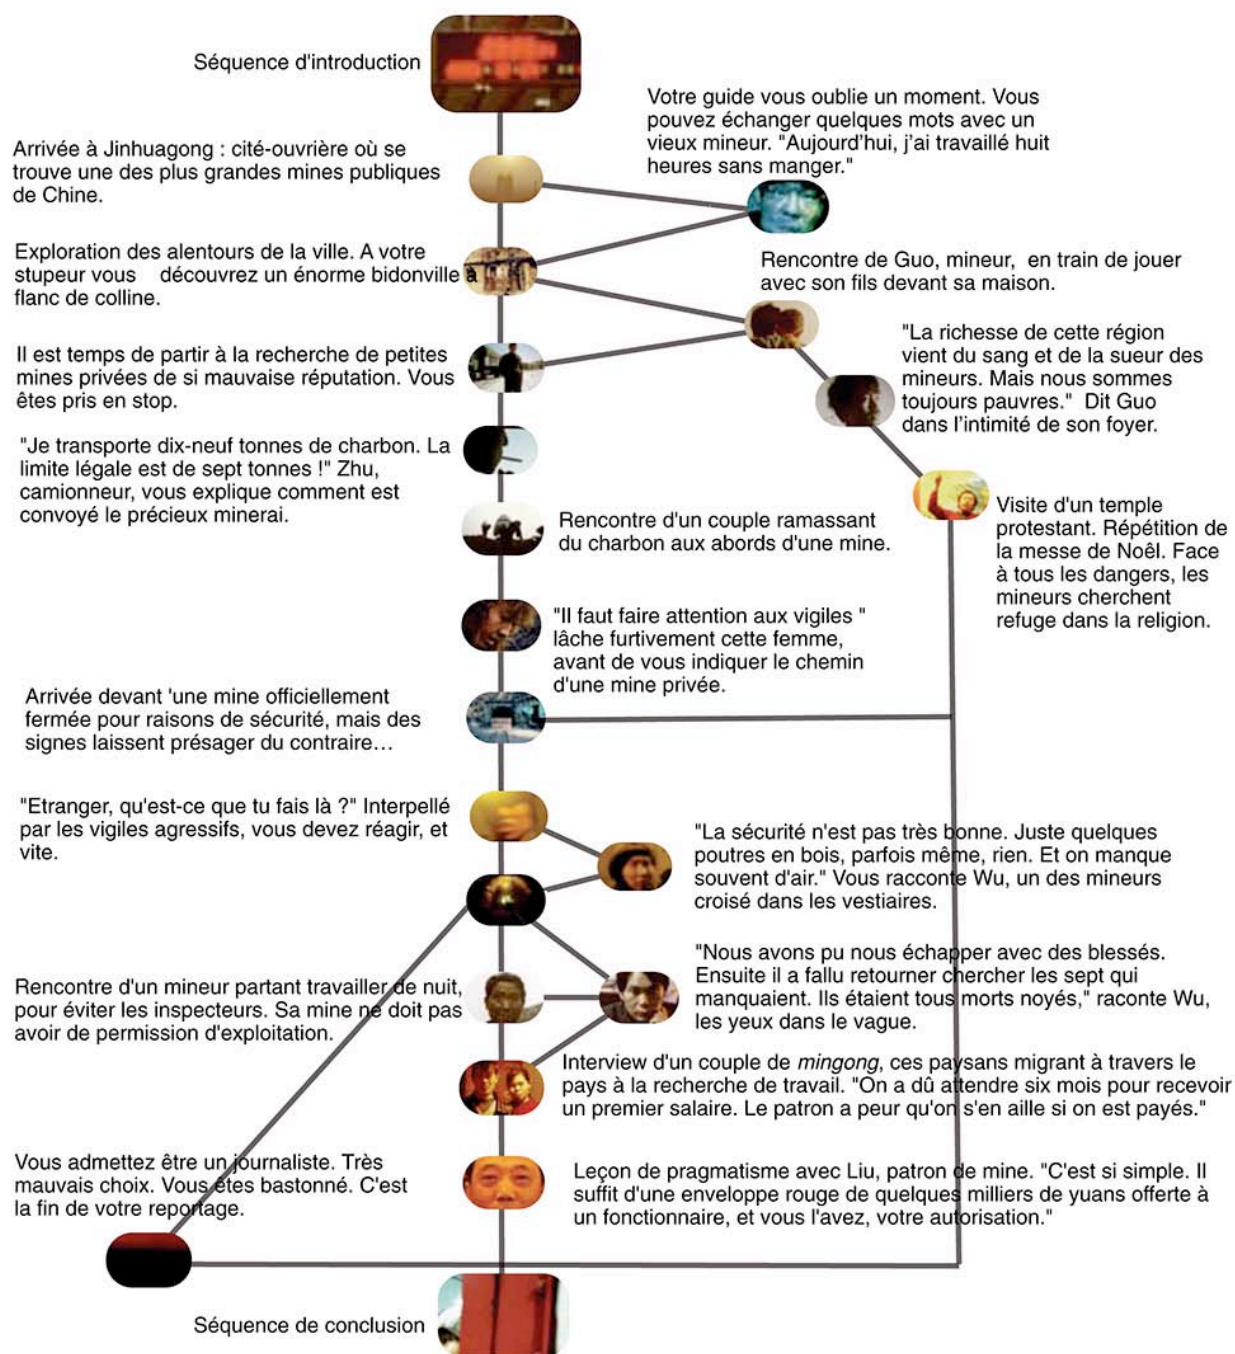 Séquence d'introduction
Votre guide vous oublie un moment. Vous
pouvez échanger quelques mots avec un
vieux mineur. "Aujourd'hui, j'ai travaillé huit
heures sans manger."
Arrivée à Jinhuagong : cité-ouvrière où se
trouve une des plus grandes mines publiques
de Chine.
Exploration des alentours de la ville. A votre
stupeur vous découvrez un énorme bidonville à
flanc de colline.
Rencontre de Guo, mineur, en train de jouer
avec son fils devant sa maison.
Il est temps de partir à la recherche de petites
mines privées de si mauvaise réputation. Vous
êtes pris en stop.
"La richesse de cette région
vient du sang et de la sueur des
mineurs. Mais nous sommes
toujours pauvres." Dit Guo
dans l'intimité de son foyer.
"Je transporte dix-neuf tonnes de charbon. La
limite légale est de sept tonnes !" Zhu,
camionneur, vous explique comment est
convoyé le précieux minerai.
Rencontre d'un couple ramassant
du charbon aux abords d'une mine.
Visite d'un temple
protestant. Répétition de
la messe de Noêl. Face
à tous les dangers, les
mineurs cherchent
refuge dans la religion.
"Il faut faire attention aux vigiles "
lâche furtivement cette femme,
avant de vous indiquer le chemin
d'une mine privée.
Arrivée devant 'une mine officiellement
fermée pour raisons de sécurité, mais des
signes laissent présager du contraire…
"Etranger, qu'est-ce que tu fais là ?" Interpellé
par les vigiles agressifs, vous devez réagir, et
vite.
"La sécurité n'est pas très bonne. Juste quelques
poutres en bois, parfois même, rien. Et on manque
souvent d'air." Vous raconte Wu, un des mineurs
croisé dans les vestiaires.
"Nous avons pu nous échapper avec des blessés.
Ensuite il a fallu retourner chercher les sept qui
manquaient. Ils étaient tous morts noyés," raconte Wu,
les yeux dans le vague.
Rencontre d'un mineur partant travailler de nuit,
pour éviter les inspecteurs. Sa mine ne doit pas
avoir de permission d'exploitation.
Interview d'un couple de mingong, ces paysans migrant à travers le
pays à la recherche de travail. "On a dû attendre six mois pour recevoir
un premier salaire. Le patron a peur qu'on s'en aille si on est payés."
Vous admettez être un journaliste. Très
mauvais choix. Vous êtes bastonné. C'est
la fin de votre reportage.
Leçon de pragmatisme avec Liu, patron de mine. "C'est si simple. Il
suffit d'une enveloppe rouge de quelques milliers de yuans offerte à
un fonctionnaire, et vous l'avez, votre autorisation."
Séquence de conclusion